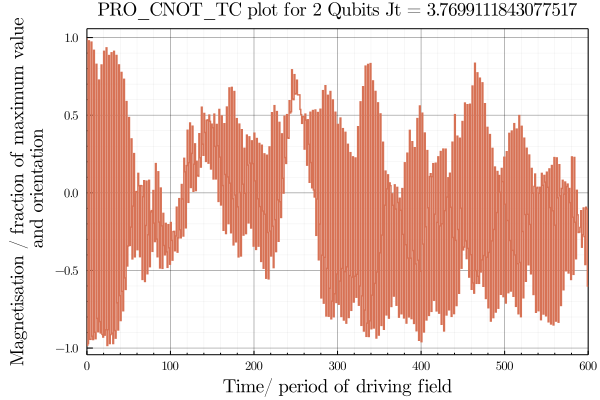 PRO_CNOT_TC plot for 2 Qubits Jt = 3.7699111843077517
Magnetisation / fraction of maximum value
and orientation
1.0
0.5
0.0
−0.5
−1.0
0 100 200 300 400 500 600
Time/ period of driving field